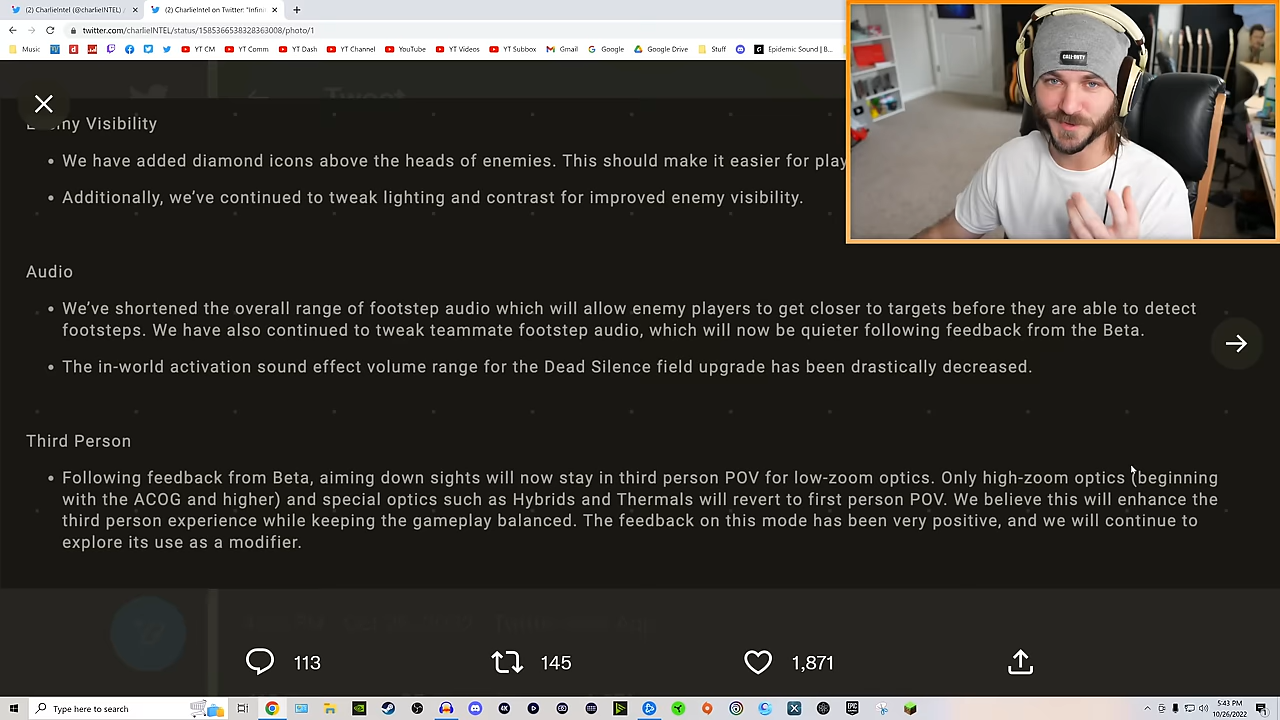 (2) CharlieIntel (@charlieINTEL) /
(2) CharlieIntel on Twitter: "Infin
twitter.com/charlieINTEL/status/1585366538328363008/photo/1
Music
YT CM
YT Comm
YT Dash
YT Channel
YouTube
YT Videos
YT Subbox
Gmail
Google
Google Drive
Stuff
Epidemic Sound | B...
CALL OF DUTY
Tweet
Enemy Visibility
• We have added diamond icons above the heads of enemies. This should make it easier for play
• Additionally, we've continued to tweak lighting and contrast for improved enemy visibility.
Audio
• We've shortened the overall range of footstep audio which will allow enemy players to get closer to targets before they are able to detect
footsteps. We have also continued to tweak teammate footstep audio, which will now be quieter following feedback from the Beta.
• The in-world activation sound effect volume range for the Dead Silence field upgrade has been drastically decreased.
Third Person
• Following feedback from Beta, aiming down sights will now stay in third person POV for low-zoom optics. Only high-zoom optics (beginning
with the ACOG and higher) and special optics such as Hybrids and Thermals will revert to first person POV. We believe this will enhance the
third person experience while keeping the gameplay balanced. The feedback on this mode has been very positive, and we will continue to
explore its use as a modifier.
113
145
1,871
Type here to search
5:43 PM
10/26/2022